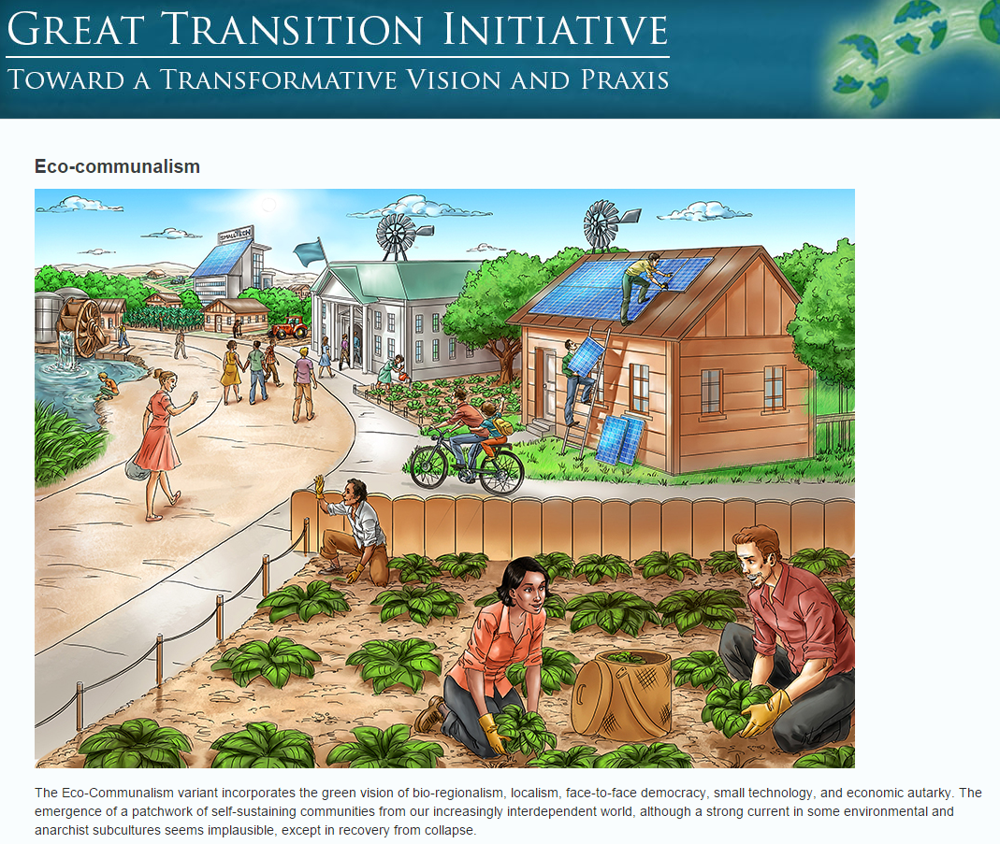 GREAT TRANSITION INITIATIVE
TOWARD A TRANSFORMATIVE VISION AND PRAXIS
Eco-communalism
SMALLTECH
The Eco-Communalism variant incorporates the green vision of bio-regionalism, localism, face-to-face democracy, small technology, and economic autarky. The
emergence of a patchwork of self-sustaining communities from our increasingly interdependent world, although a strong current in some environmental and
anarchist subcultures seems implausible, except in recovery from collapse.